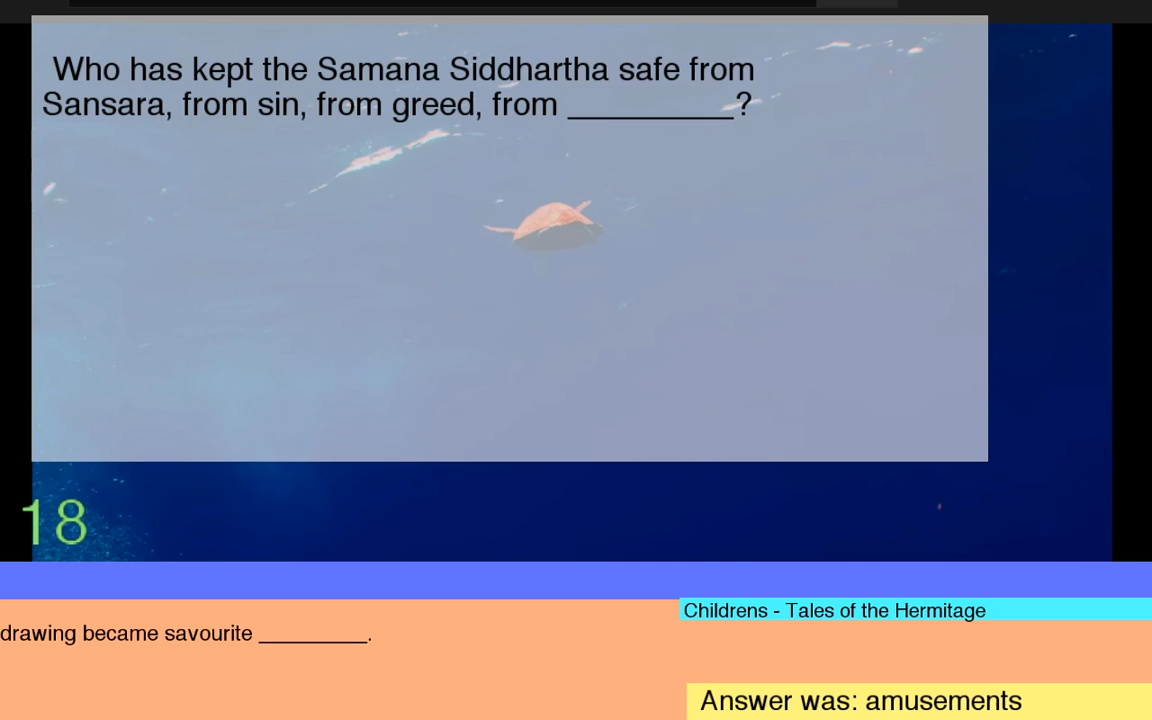 Who has kept the Samana Siddhartha safe from
Sansara, from sin, from greed, from __________?
18
Childrens - Tales of the Hermitage
drawing became savourite __________.
Answer was: amusements